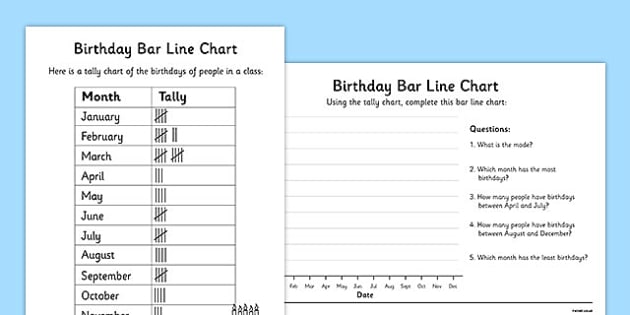 Birthday Bar Line Chart
Here is a tally chart of the birthdays of people in a class:
Month Tally
January
February
March
April
May
June
July
August
September
October
Birthday Bar Line Chart
Using the tally chart, complete this bar line chart:
Feb Mar Apr May Jun Jul Aug Sep Oct Nov Dec
Date
Questions:
1. What is the mode?
2. Which month has the most
birthdays?
3. How many people have birthdays
between April and July?
4. How many people have birthdays
between August and December?
5. Which month has the least birthdays?